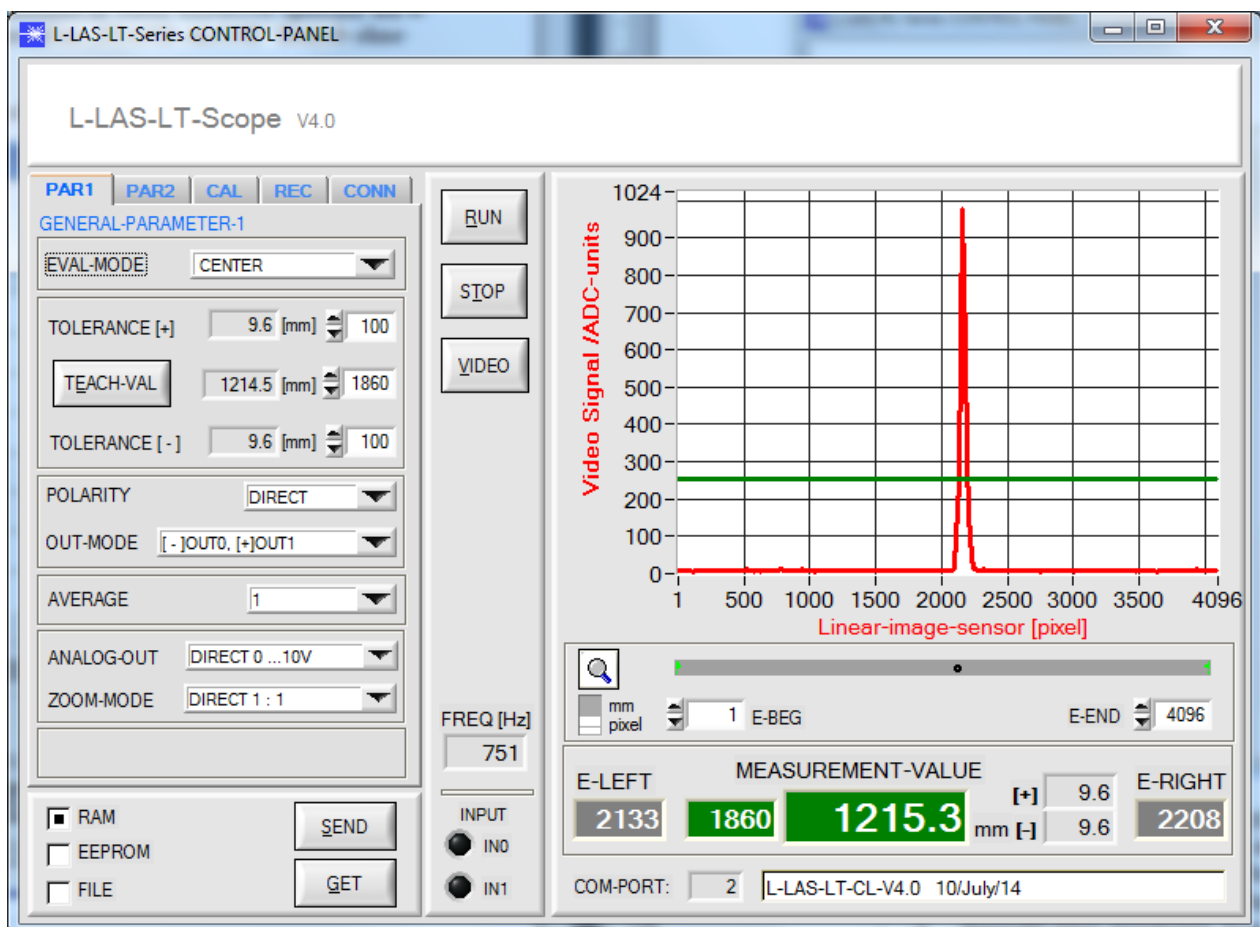 L-LAS-LT-Series CONTROL-PANEL
L-LAS-LT-Scope V4.0
PAR1 PAR2 CAL REC CONN
GENERAL-PARAMETER-1
EVAL-MODE CENTER
TOLERANCE [+] 9.6 [mm] 100
TEACH-VAL 1214.5 [mm] 1860
TOLERANCE [ - ] 9.6 [mm] 100
POLARITY DIRECT
OUT-MODE [ - ]OUT0, [+]OUT1
AVERAGE 1
ANALOG-OUT DIRECT 0 ...10V
ZOOM-MODE DIRECT 1 : 1
RAM
EEPROM
FILE
SEND
GET
RUN
STOP
VIDEO
FREQ [Hz]
751
INPUT
IN0
IN1
Video Signal /ADC-units
1024
900
800
700
600
500
400
300
200
100
0
1 500 1000 1500 2000 2500 3000 3500 4096
Linear-image-sensor [pixel]
mm
pixel
1 E-BEG
E-END 4096
E-LEFT MEASUREMENT-VALUE E-RIGHT
2133 1860 1215.3 mm [+] 9.6 [-] 9.6 2208
COM-PORT: 2 L-LAS-LT-CL-V4.0 10/July/14